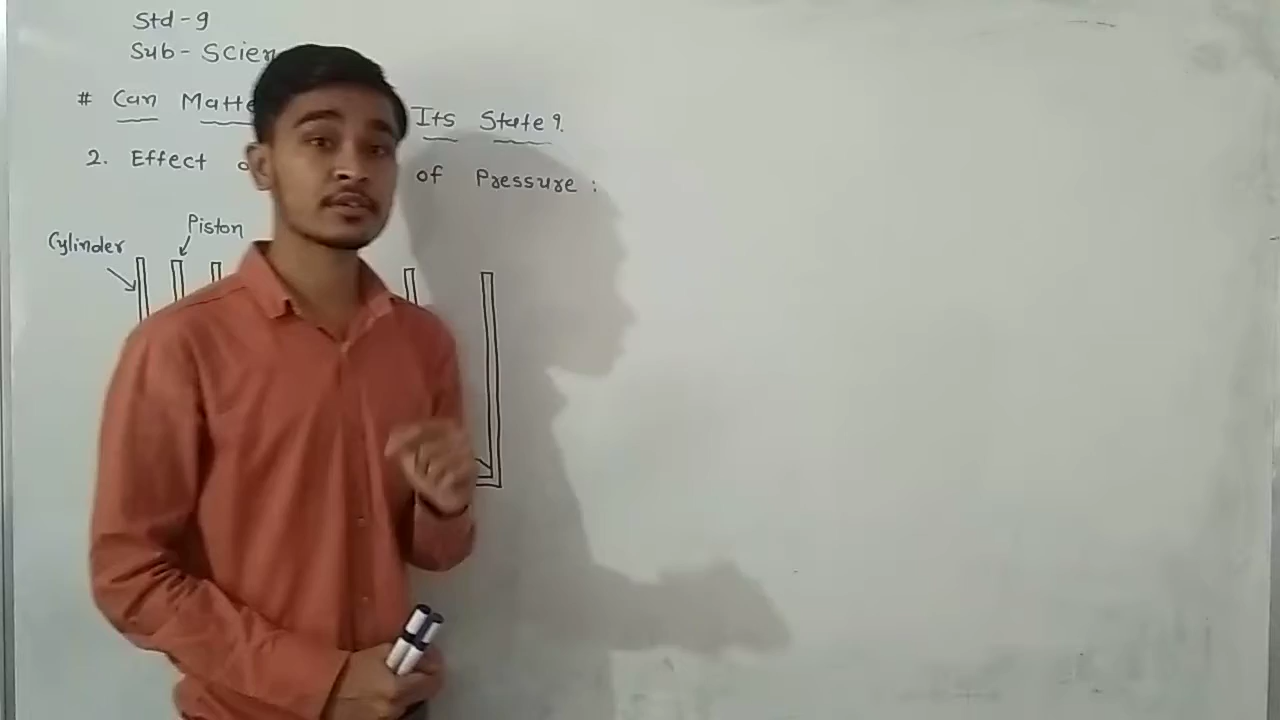 Std-9
Sub- Scien
# Can Matte Its State?
2. Effect of Pressure:
Piston
Cylinder